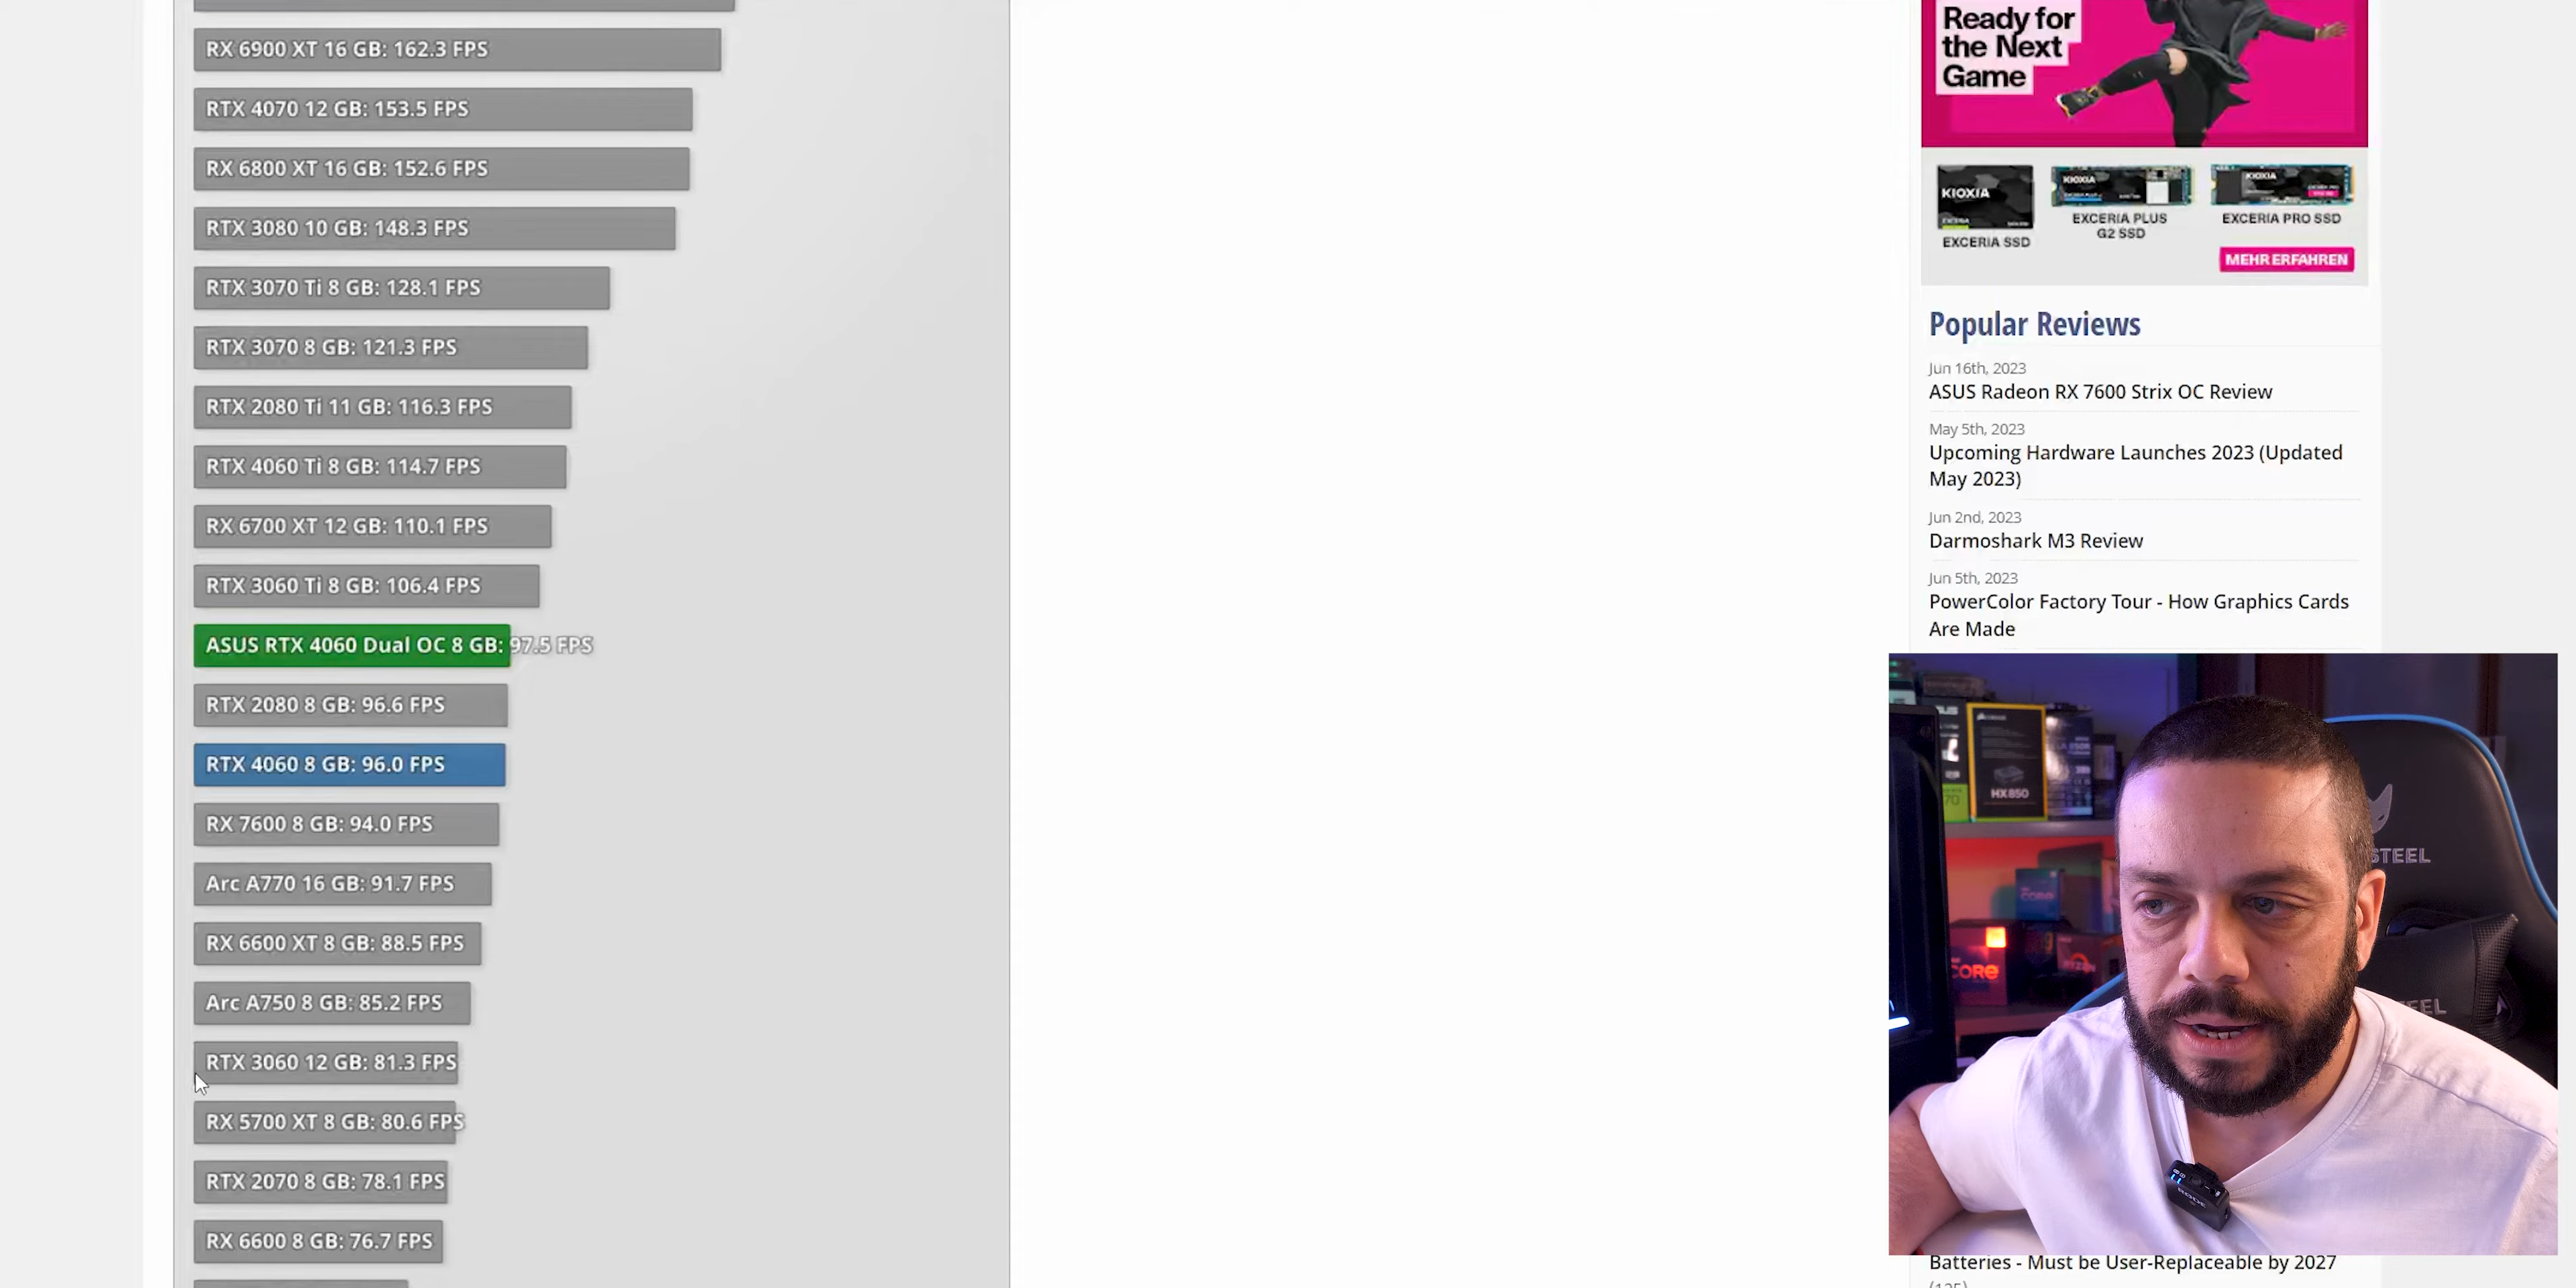 RX 6900 XT 16 GB: 162.3 FPS
RTX 4070 12 GB: 153.5 FPS
RX 6800 XT 16 GB: 152.6 FPS
RTX 3080 10 GB: 148.3 FPS
RTX 3070 Ti 8 GB: 128.1 FPS
RTX 3070 8 GB: 121.3 FPS
RTX 2080 Ti 11 GB: 116.3 FPS
RTX 4060 Ti 8 GB: 114.7 FPS
RX 6700 XT 12 GB: 110.1 FPS
RTX 3060 Ti 8 GB: 106.4 FPS
ASUS RTX 4060 Dual OC 8 GB: 97.5 FPS
RTX 2080 8 GB: 96.6 FPS
RTX 4060 8 GB: 96.0 FPS
RX 7600 8 GB: 94.0 FPS
Arc A770 16 GB: 91.7 FPS
RX 6600 XT 8 GB: 88.5 FPS
Arc A750 8 GB: 85.2 FPS
RTX 3060 12 GB: 81.3 FPS
RX 5700 XT 8 GB: 80.6 FPS
RTX 2070 8 GB: 78.1 FPS
RX 6600 8 GB: 76.7 FPS
Ready for
the Next
Game
KIOXIA
KIOXIA
KIOXIA
EXCERIA SSD
EXCERIA PLUS
G2 SSD
EXCERIA PRO SSD
MEHR ERFAHREN
Popular Reviews
Jun 16th, 2023
ASUS Radeon RX 7600 Strix OC Review
May 5th, 2023
Upcoming Hardware Launches 2023 (Updated
May 2023)
Jun 2nd, 2023
Darmoshark M3 Review
Jun 5th, 2023
PowerColor Factory Tour - How Graphics Cards
Are Made
HX850
70
STEEL
CORE
CORE
RYZEN
EEL
RODE
Batteries - Must be User-Replaceable by 2027